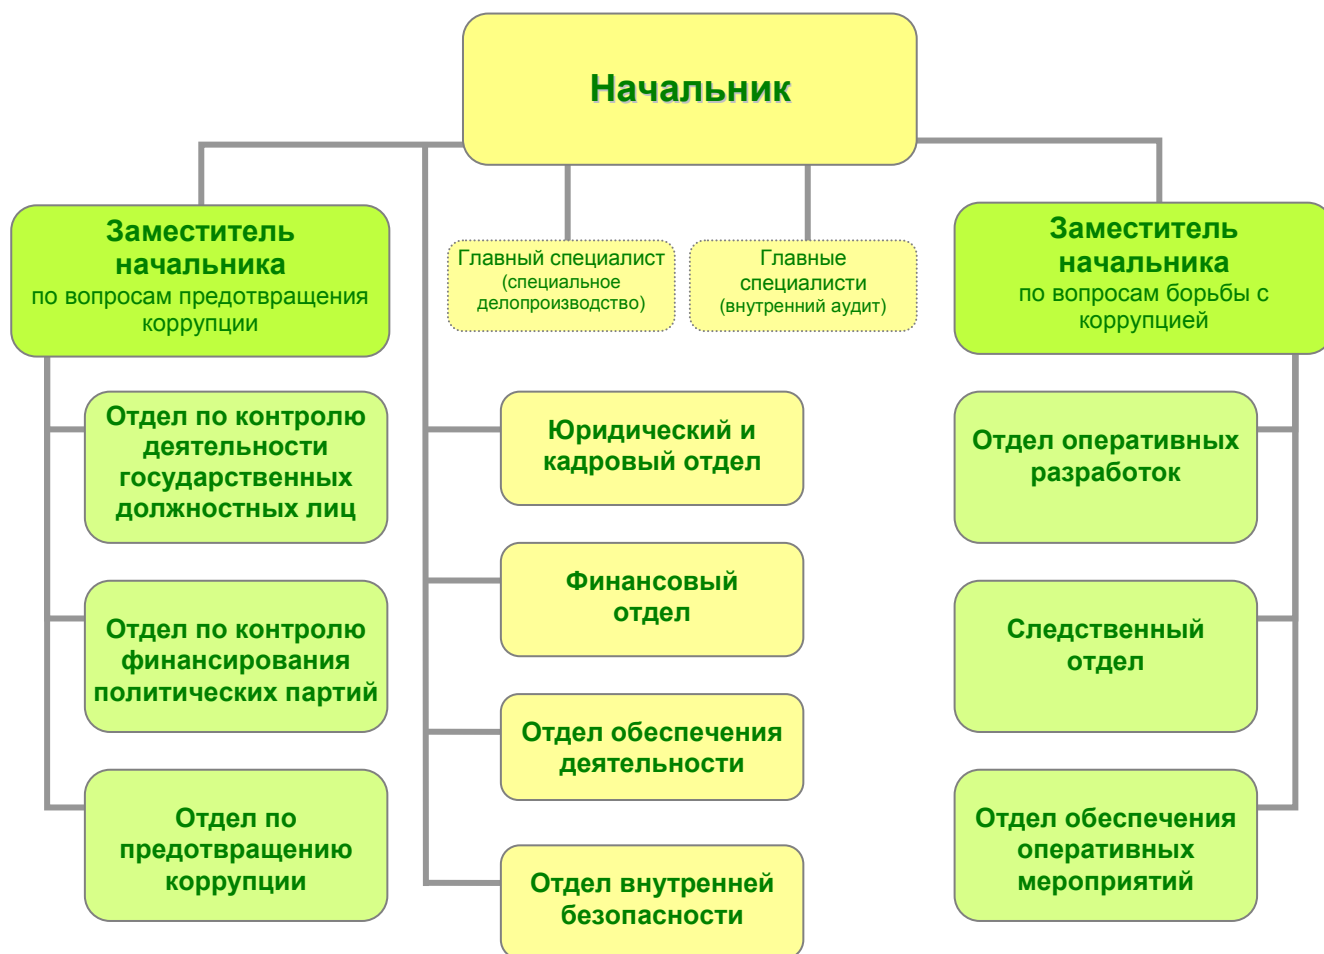 Начальник
Заместитель
начальника
по вопросам предотвращения
коррупции
Главный специалист
(специальное
делопроизводство)
Главные
специалисти
(внутренний аудит)
Заместитель
начальника
по вопросам борьбы с
коррупцией
Отдел по контролю
деятельности
государственных
должностных лиц
Отдел по контролю
финансирования
политических партий
Отдел по
предотвращению
коррупции
Юридический и
кадровый отдел
Финансовый
отдел
Отдел обеспечения
деятельности
Отдел внутренней
безопасности
Отдел оперативных
разработок
Следственный
отдел
Отдел обеспечения
оперативных
мероприятий